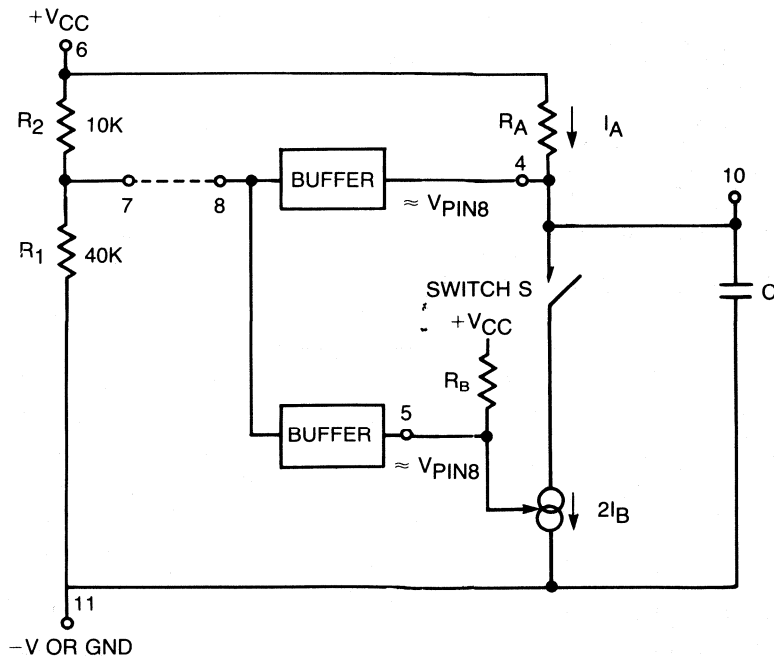 +VCC
6
R2 10K
RA IA
BUFFER
4
10
7
8
≈ VPIN8
R1 40K
SWITCH S
C
+VCC
RB
BUFFER
5
≈ VPIN8
2IB
11
−V OR GND